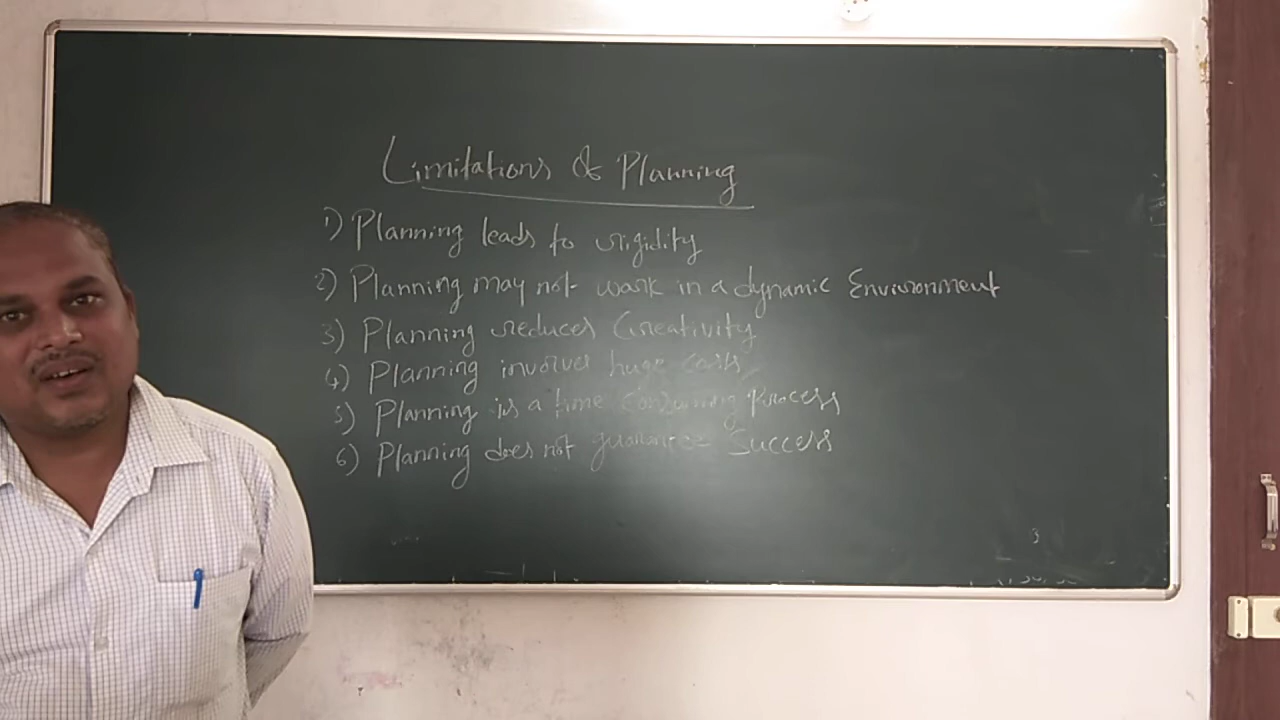 Limitations of Planning
1) Planning leads to rigidity
2) Planning may not work in a dynamic Environment
3) Planning reduces Creativity
4) Planning involves huge costs
5) Planning is a time Consuming Process
6) Planning does not guarantee Success
3